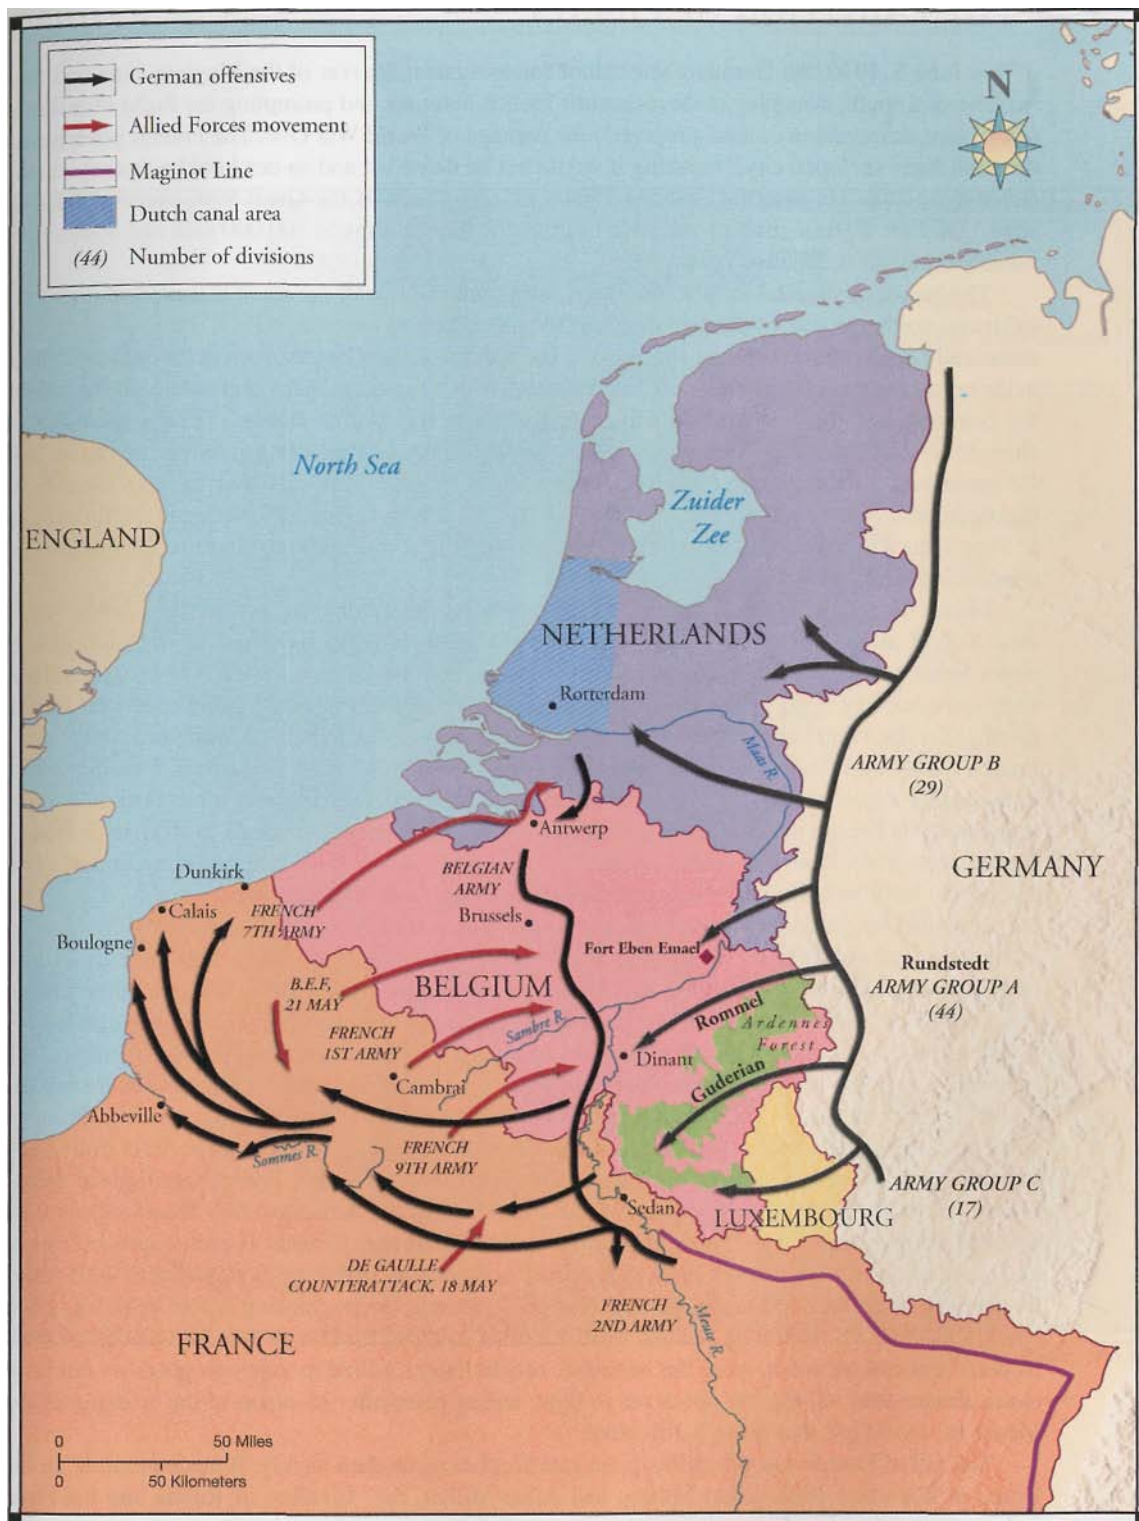 German offensives
Allied Forces movement
Maginot Line
Dutch canal area
(44) Number of divisions
N
North Sea
Zuider
Zee
ENGLAND
NETHERLANDS
Rotterdam
Maas R.
ARMY GROUP B
(29)
Antwerp
GERMANY
Dunkirk
BELGIAN
ARMY
Calais
FRENCH
7TH ARMY
Brussels
Boulogne
Fort Eben Emael
Rundstedt
ARMY GROUP A
(44)
B.E.F,
21 MAY
BELGIUM
Rommel
Ardennes
Forest
FRENCH
1ST ARMY
Sambre R.
Dinant
Guderian
Cambrai
Abbeville
FRENCH
9TH ARMY
Sommes R.
ARMY GROUP C
(17)
Sedan
LUXEMBOURG
DE GAULLE
COUNTERATTACK, 18 MAY
FRENCH
2ND ARMY
Meuse R.
FRANCE
0 50 Miles
0 50 Kilometers